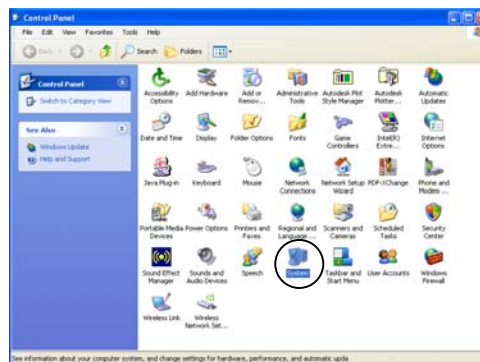 Control Panel
File Edit View Favorites Tools Help
Back Search Folders
Control Panel
Switch to Category View
See Also
Windows Update
Help and Support
Accessibility Options
Add Hardware
Add or Remov...
Administrative Tools
Autodesk Plot Style Manager
Autodesk Plotter...
Automatic Updates
Date and Time
Display
Folder Options
Fonts
Game Controllers
Intel(R) Extre...
Internet Options
Java Plug-in
Keyboard
Mouse
Network Connections
Network Setup Wizard
PDF-XChange
Phone and Modem ...
Portable Media Devices
Power Options
Printers and Faxes
Regional and Language ...
Scanners and Cameras
Scheduled Tasks
Security Center
Sound Effect Manager
Sounds and Audio Devices
Speech
System
Taskbar and Start Menu
User Accounts
Windows Firewall
Wireless Link
Wireless Network Set...
See information about your computer system, and change settings for hardware, performance, and automatic upda